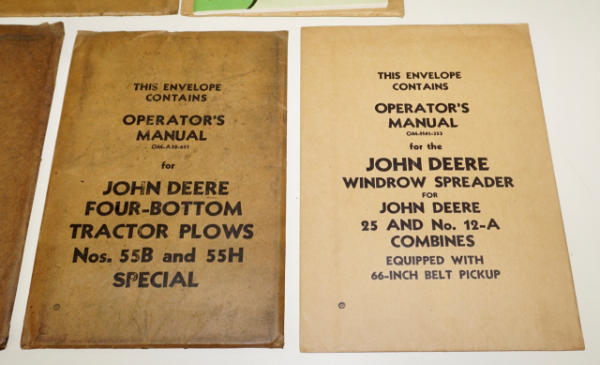 THIS ENVELOPE
CONTAINS
OPERATOR'S
MANUAL
for
JOHN DEERE
FOUR-BOTTOM
TRACTOR PLOWS
Nos. 55B and 55H
SPECIAL
THIS ENVELOPE
CONTAINS
OPERATOR'S
MANUAL
for the
JOHN DEERE
WINDROW SPREADER
FOR
JOHN DEERE
25 AND No. 12-A
COMBINES
EQUIPPED WITH
66-INCH BELT PICKUP